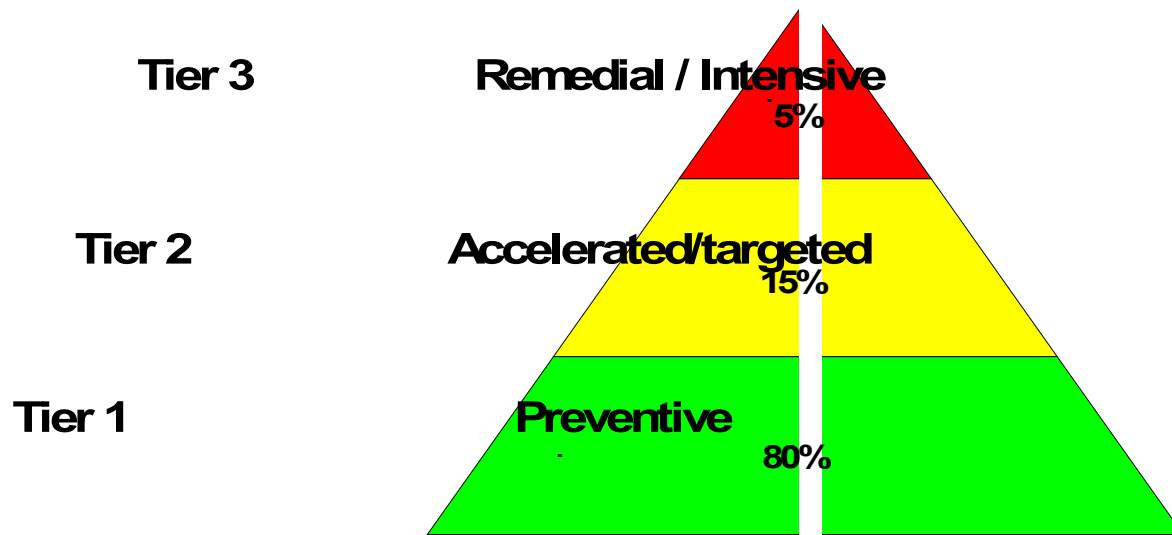 Tier 3 Remedial / Intensive
5%
Tier 2 Accelerated/targeted
15%
Tier 1 Preventive
80%